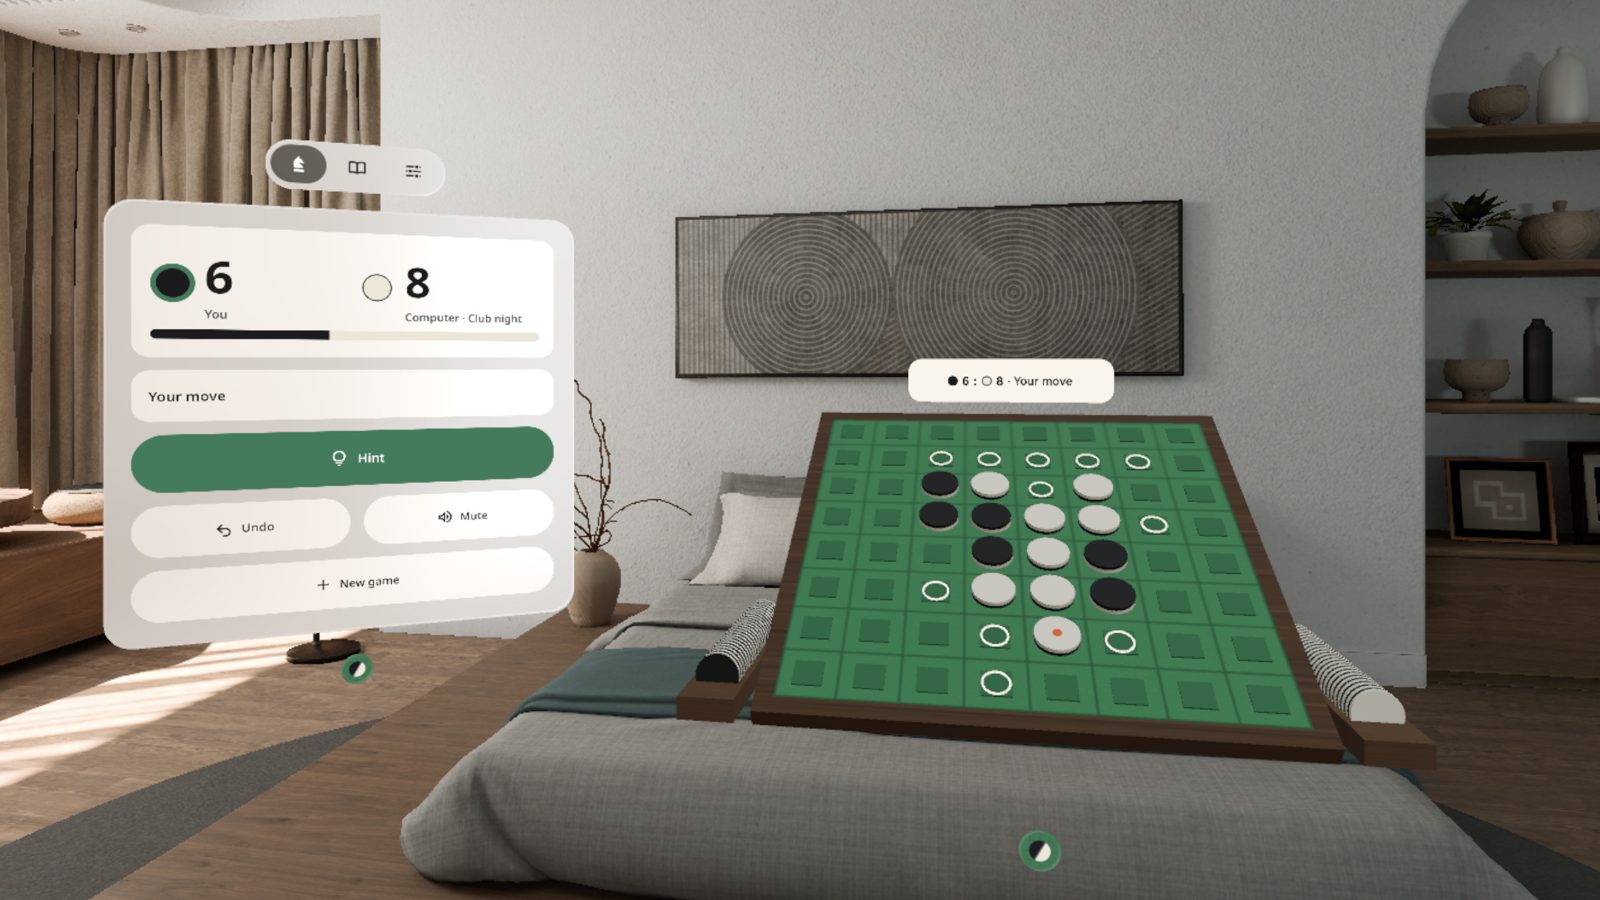 6
You
8
Computer · Club night
Your move
Hint
Undo
Mute
New game
6 : 8 · Your move